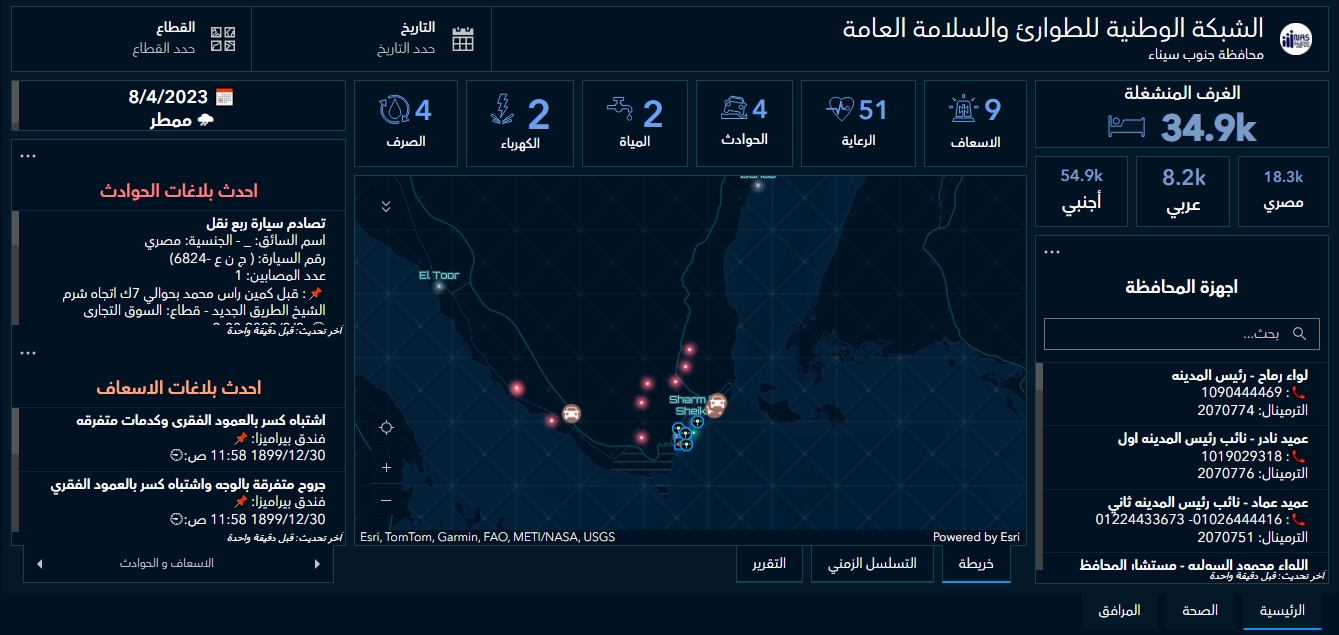 الشبكة الوطنية للطوارئ والسلامة العامة
محافظة جنوب سيناء
NAS
التاريخ
حدد التاريخ
القطاع
حدد القطاع
الغرف المنشغلة
34.9k
18.3k
مصري
8.2k
عربي
54.9k
أجنبي
اجهزة المحافظة
بحث...
لواء رماح - رئيس المدينه
📞 : 1090444469
الترمينال: 2070774
عميد نادر - نائب رئيس المدينه اول
📞 : 1019029318
الترمينال: 2070776
عميد عماد - نائب رئيس المدينه ثاني
📞 : 01026444416- 01224433673
الترمينال: 2070751
اللواء محمود السوليه - مستشار المحافظ
آخر تحديث: قبل دقيقة واحدة
9
الاسعاف
51
الرعاية
4
الحوادث
2
المياة
2
الكهرباء
4
الصرف
El Toor
Sharm
Sheik
Esri, TomTom, Garmin, FAO, METI/NASA, USGS
Powered by Esri
خريطة
التسلسل الزمني
التقرير
8/4/2023
ممطر
احدث بلاغات الحوادث
تصادم سيارة ربع نقل
اسم السائق: _ - الجنسية: مصري
رقم السيارة: ( ج ن ع -6824)
عدد المصابين: 1
📌 : قبل كمين راس محمد بحوالي 7ك اتجاه شرم
الشيخ الطريق الجديد - قطاع: السوق التجارى
آخر تحديث: قبل دقيقة واحدة
احدث بلاغات الاسعاف
اشتباه كسر بالعمود الفقرى وكدمات متفرقه
فندق بيراميزا: 📌
1899/12/30 11:58 ص:
جروح متفرقة بالوجه واشتباه كسر بالعمود الفقري
فندق بيراميزا: 📌
1899/12/30 11:58 ص:
آخر تحديث: قبل دقيقة واحدة
الاسعاف و الحوادث
الرئيسية
الصحة
المرافق